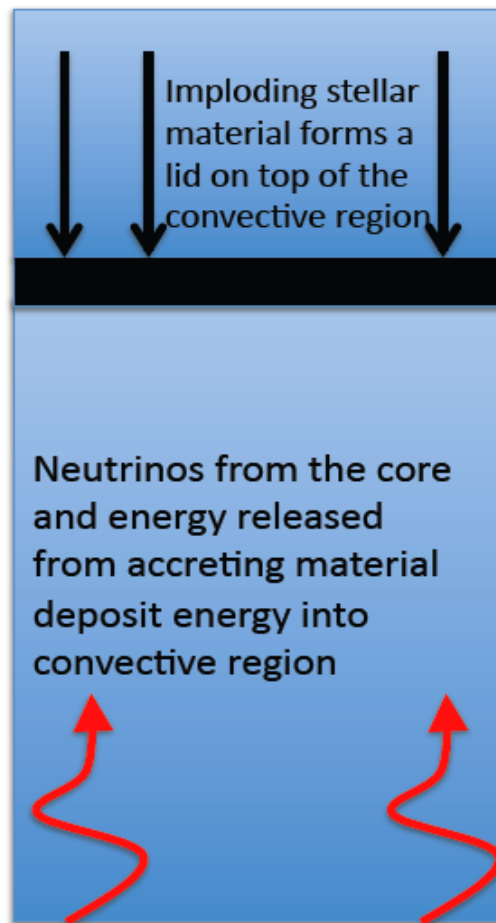 Imploding stellar
material forms a
lid on top of the
convective region
Neutrinos from the core
and energy released
from accreting material
deposit energy into
convective region